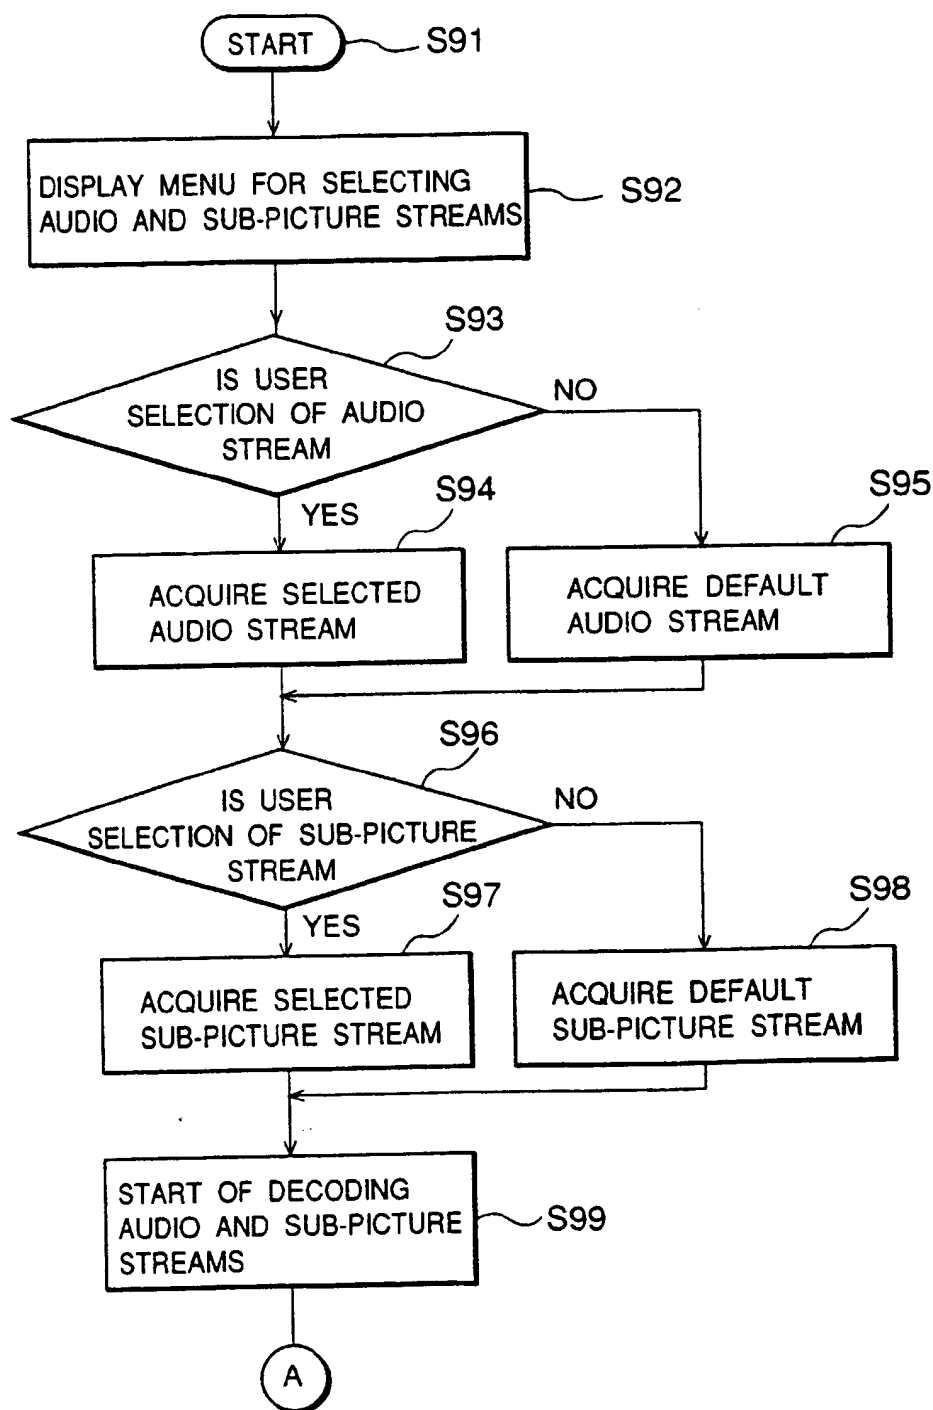 START
S91
DISPLAY MENU FOR SELECTING
AUDIO AND SUB-PICTURE STREAMS
S92
S93
IS USER
SELECTION OF AUDIO
STREAM
NO
YES
S94
S95
ACQUIRE SELECTED
AUDIO STREAM
ACQUIRE DEFAULT
AUDIO STREAM
S96
IS USER
SELECTION OF SUB-PICTURE
STREAM
NO
YES
S97
S98
ACQUIRE SELECTED
SUB-PICTURE STREAM
ACQUIRE DEFAULT
SUB-PICTURE STREAM
START OF DECODING
AUDIO AND SUB-PICTURE
STREAMS
S99
A